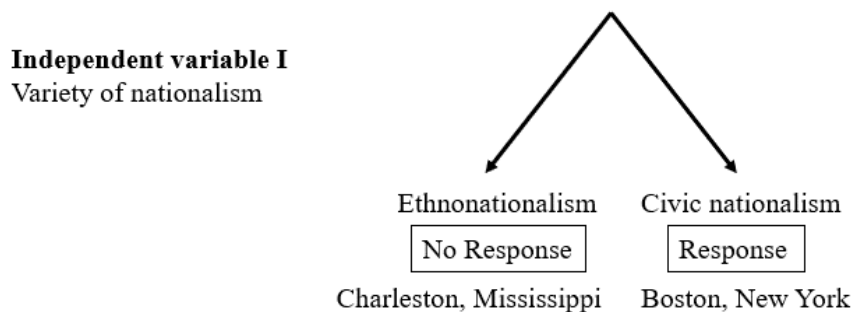 Independent variable I
Variety of nationalism
Ethnonationalism
No Response
Charleston, Mississippi
Civic nationalism
Response
Boston, New York